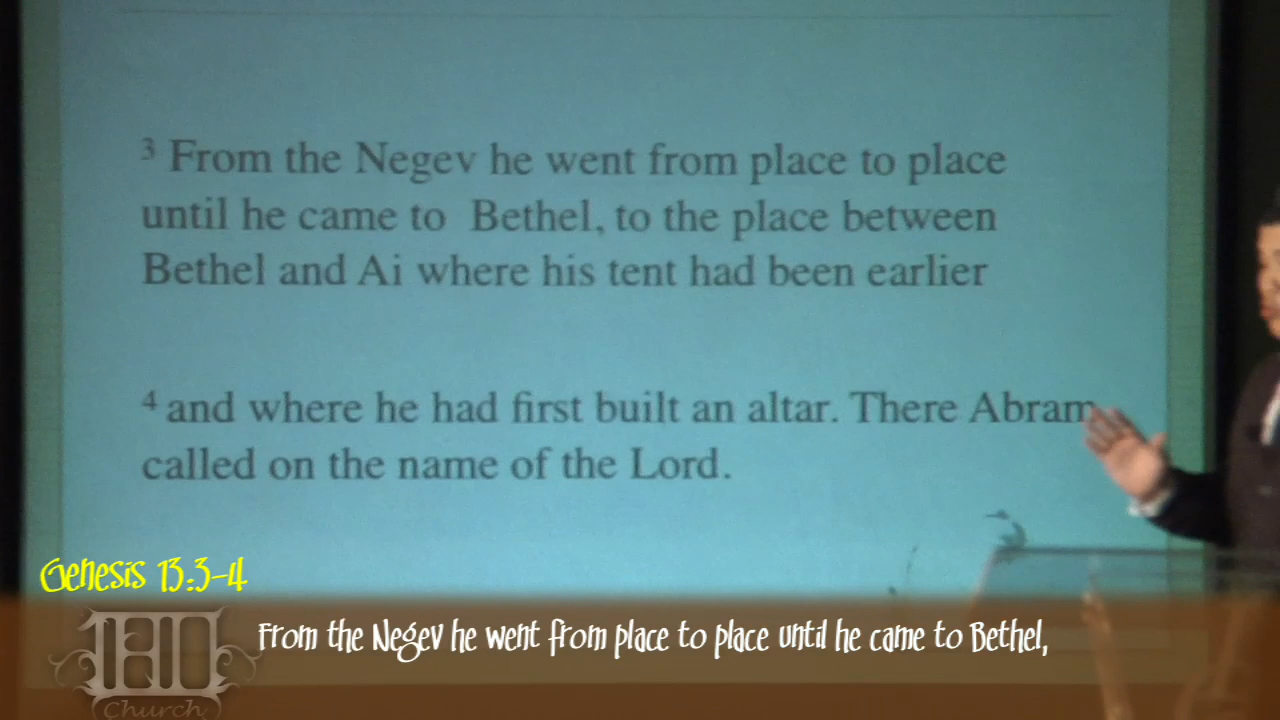 ³ From the Negev he went from place to place
until he came to Bethel, to the place between
Bethel and Ai where his tent had been earlier
⁴ and where he had first built an altar. There Abram
called on the name of the Lord.
Genesis 13:3-4
From the Negev he went from place to place until he came to Bethel,
Church